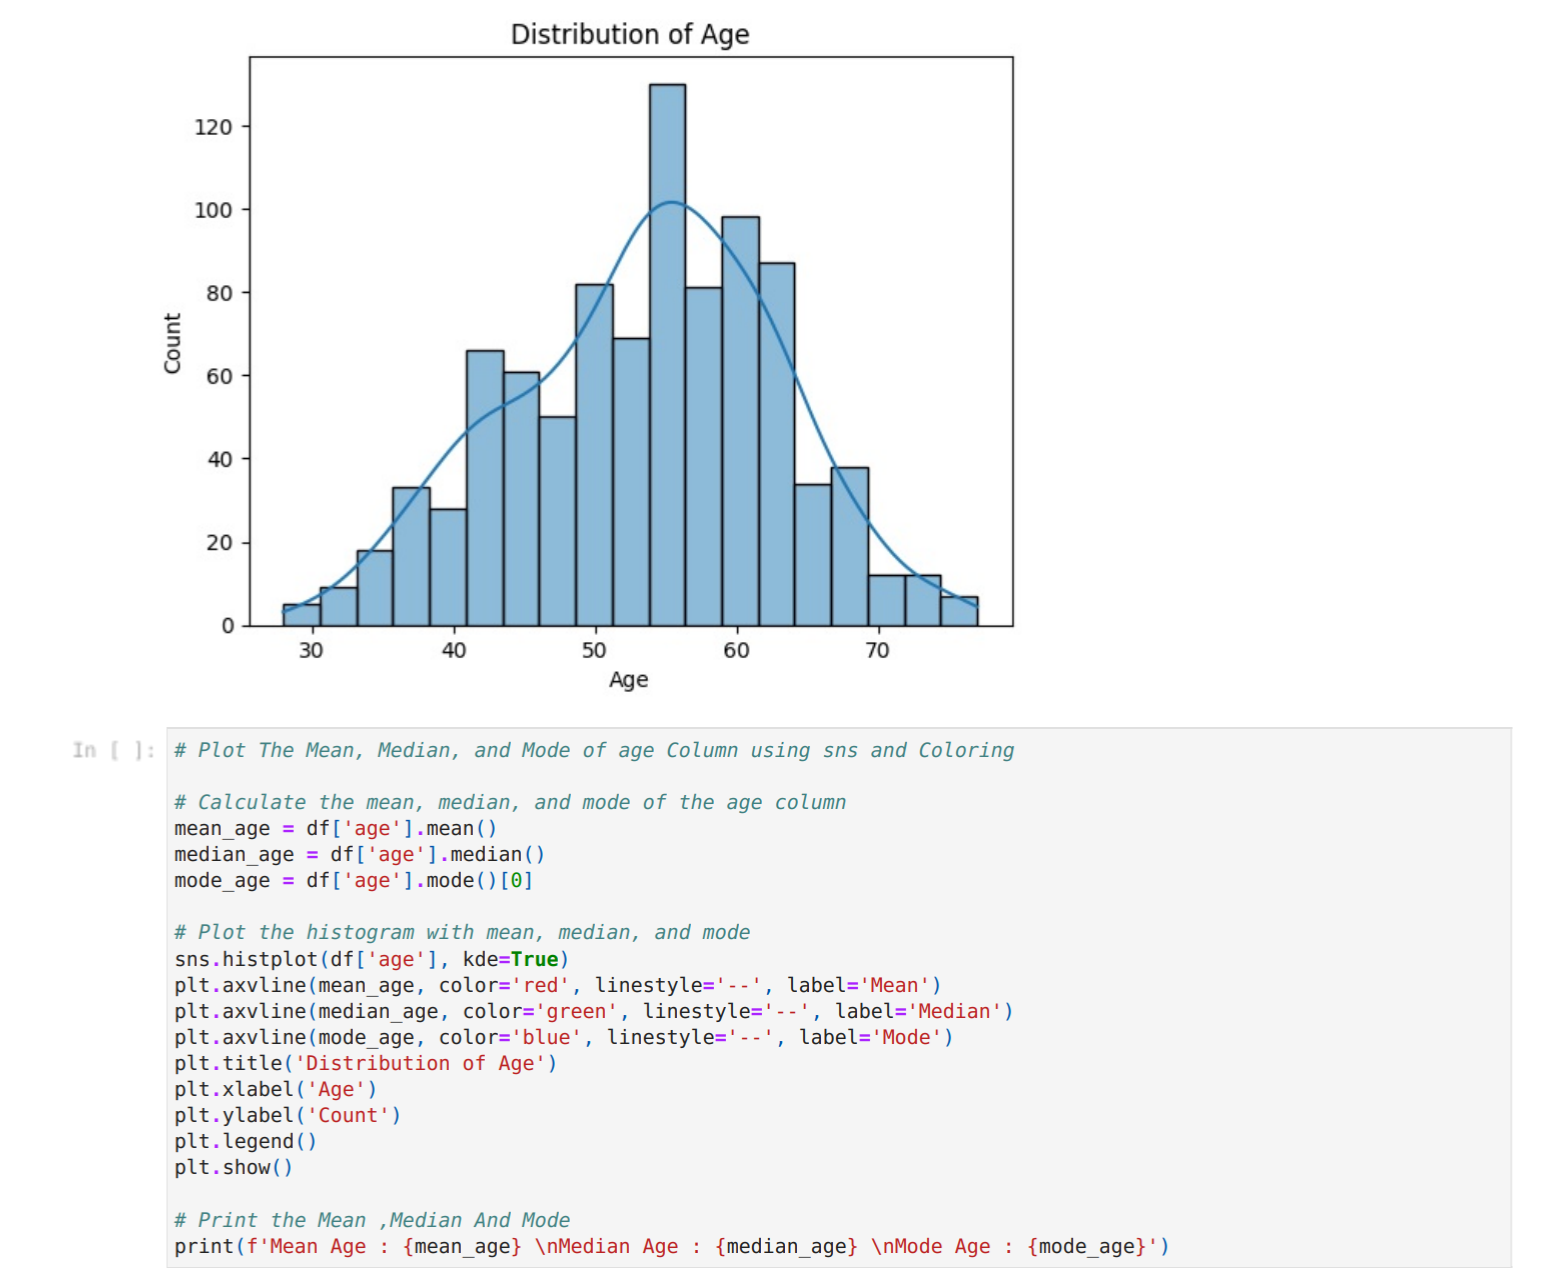 Distribution of Age
120
100
80
60
40
20
0
Count
30 40 50 60 70
Age
In [ ]:
# Plot The Mean, Median, and Mode of age Column using sns and Coloring
# Calculate the mean, median, and mode of the age column
mean_age = df['age'].mean()
median_age = df['age'].median()
mode_age = df['age'].mode()[0]
# Plot the histogram with mean, median, and mode
sns.histplot(df['age'], kde=True)
plt.axvline(mean_age, color='red', linestyle='--', label='Mean')
plt.axvline(median_age, color='green', linestyle='--', label='Median')
plt.axvline(mode_age, color='blue', linestyle='--', label='Mode')
plt.title('Distribution of Age')
plt.xlabel('Age')
plt.ylabel('Count')
plt.legend()
plt.show()
# Print the Mean ,Median And Mode
print(f'Mean Age : {mean_age} \nMedian Age : {median_age} \nMode Age : {mode_age}')